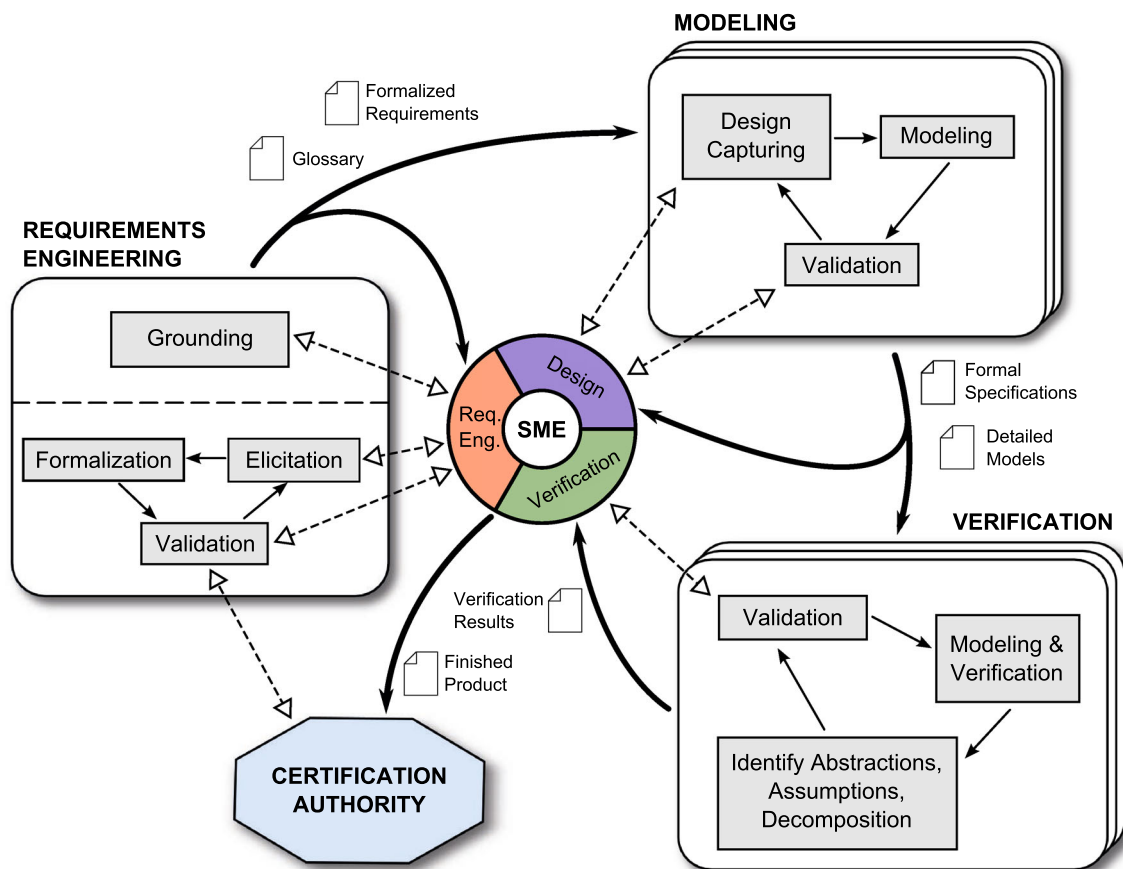 MODELING
Formalized
Requirements
Glossary
Design
Capturing
Modeling
Validation
REQUIREMENTS
ENGINEERING
Grounding
Formalization
Elicitation
Validation
Design
Req.
Eng.
SME
Verification
Formal
Specifications
Detailed
Models
VERIFICATION
Verification
Results
Finished
Product
Validation
Modeling &
Verification
Identify Abstractions,
Assumptions,
Decomposition
CERTIFICATION
AUTHORITY